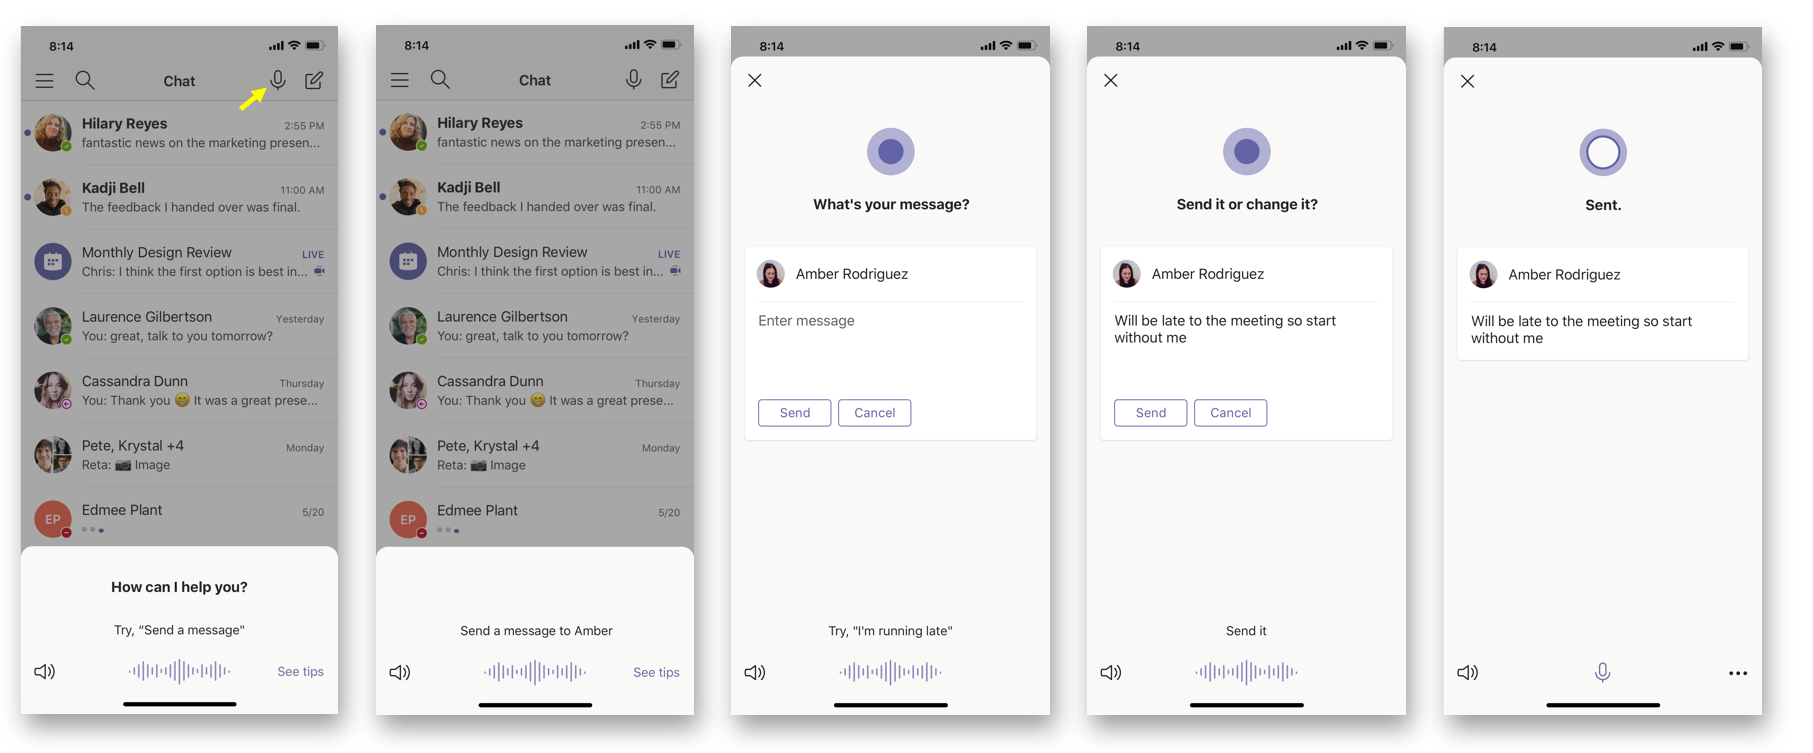 8:14
Chat
Hilary Reyes
2:55 PM
fantastic news on the marketing presen...
Kadji Bell
11:00 AM
The feedback I handed over was final.
Monthly Design Review
LIVE
Chris: I think the first option is best in...
Laurence Gilbertson
Yesterday
You: great, talk to you tomorrow?
Cassandra Dunn
Thursday
You: Thank you 😁 It was a great prese...
Pete, Krystal +4
Monday
Reta: 📷 Image
EP
Edmee Plant
5/20
How can I help you?
Try, “Send a message"
See tips
8:14
Chat
Hilary Reyes
2:55 PM
fantastic news on the marketing presen...
Kadji Bell
11:00 AM
The feedback I handed over was final.
Monthly Design Review
LIVE
Chris: I think the first option is best in...
Laurence Gilbertson
Yesterday
You: great, talk to you tomorrow?
Cassandra Dunn
Thursday
You: Thank you 😁 It was a great prese...
Pete, Krystal +4
Monday
Reta: 📷 Image
EP
Edmee Plant
5/20
Send a message to Amber
See tips
8:14
What's your message?
Amber Rodriguez
Enter message
Send
Cancel
Try, "I'm running late"
8:14
Send it or change it?
Amber Rodriguez
Will be late to the meeting so start
without me
Send
Cancel
Send it
8:14
Sent.
Amber Rodriguez
Will be late to the meeting so start
without me